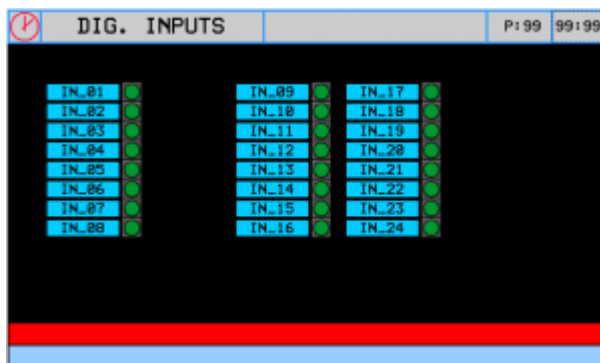 DIG. INPUTS P:99 99:99
IN_01 IN_09 IN_17
IN_02 IN_10 IN_18
IN_03 IN_11 IN_19
IN_04 IN_12 IN_20
IN_05 IN_13 IN_21
IN_06 IN_14 IN_22
IN_07 IN_15 IN_23
IN_08 IN_16 IN_24